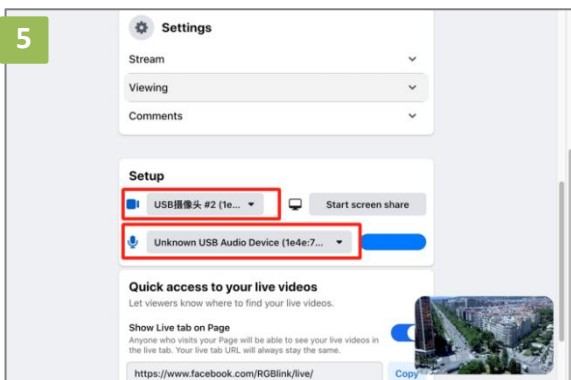 5
Settings
Stream
Viewing
Comments
Setup
USB摄像头 #2 (1e...
Start screen share
Unknown USB Audio Device (1e4e:7...
Quick access to your live videos
Let viewers know where to find your live videos.
Show Live tab on Page
Anyone who visits your Page will be able to see your live videos in
the live tab. Your live tab URL will always stay the same.
https://www.facebook.com/RGBlink/live/
Copy